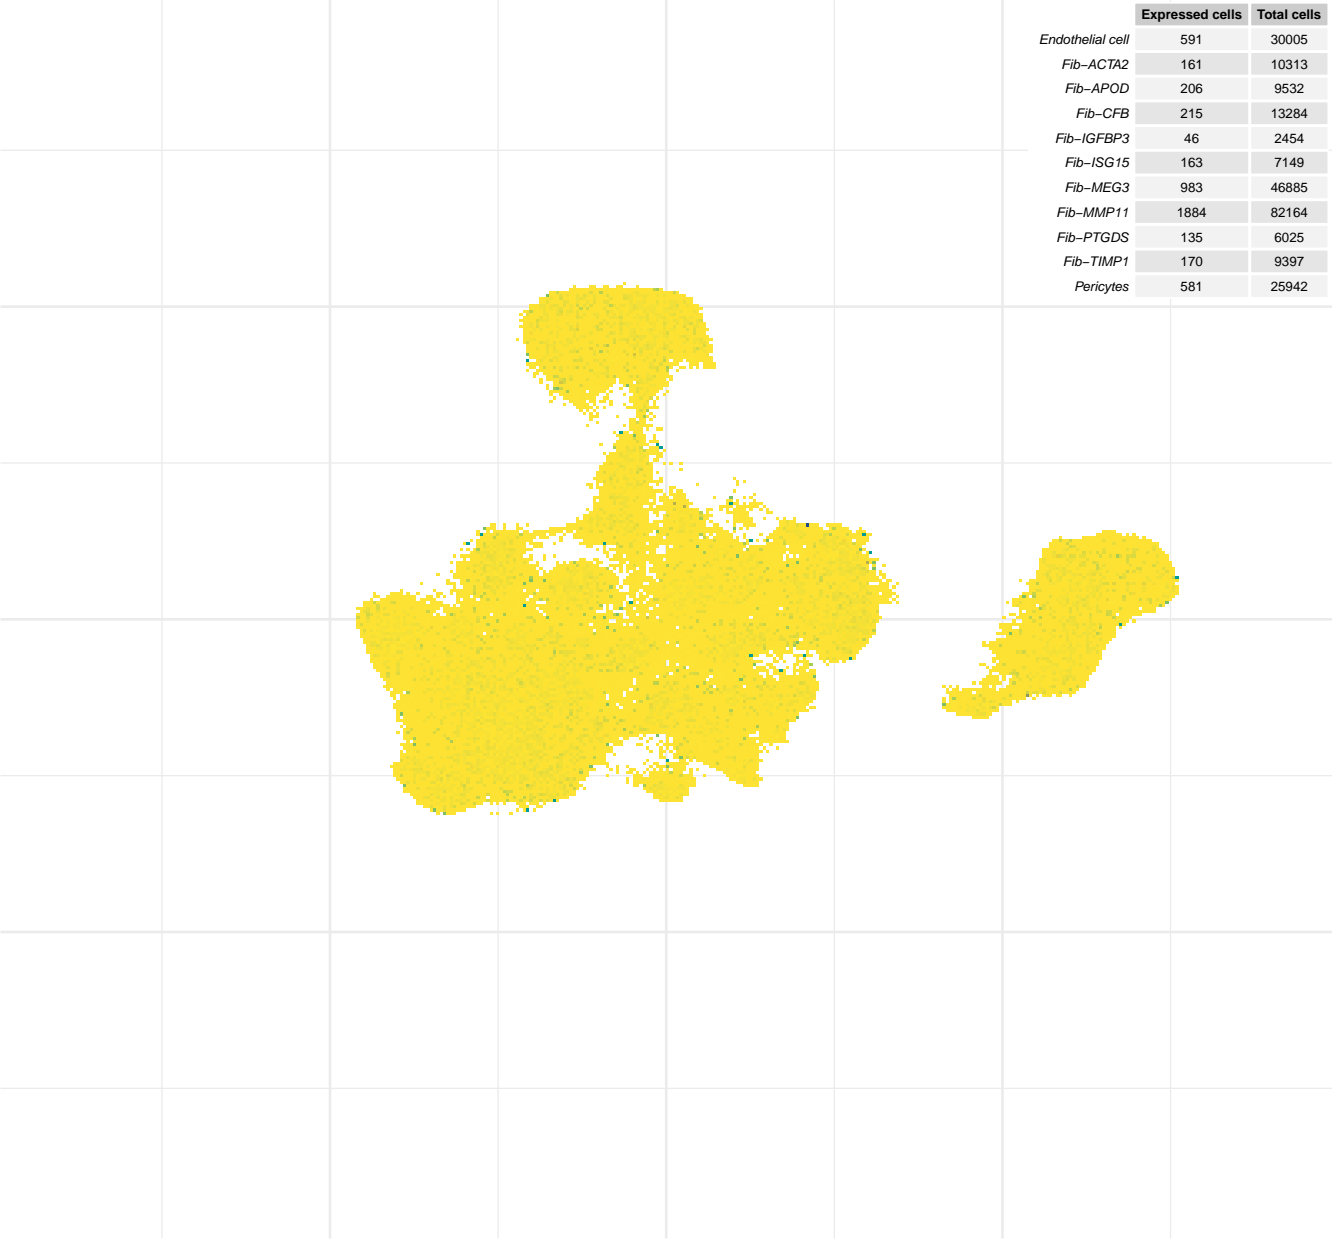 Expressed cells Total cells
Endothelial cell 591 30005
Fib−ACTA2 161 10313
Fib−APOD 206 9532
Fib−CFB 215 13284
Fib−IGFBP3 46 2454
Fib−ISG15 163 7149
Fib−MEG3 983 46885
Fib−MMP11 1884 82164
Fib−PTGDS 135 6025
Fib−TIMP1 170 9397
Pericytes 581 25942